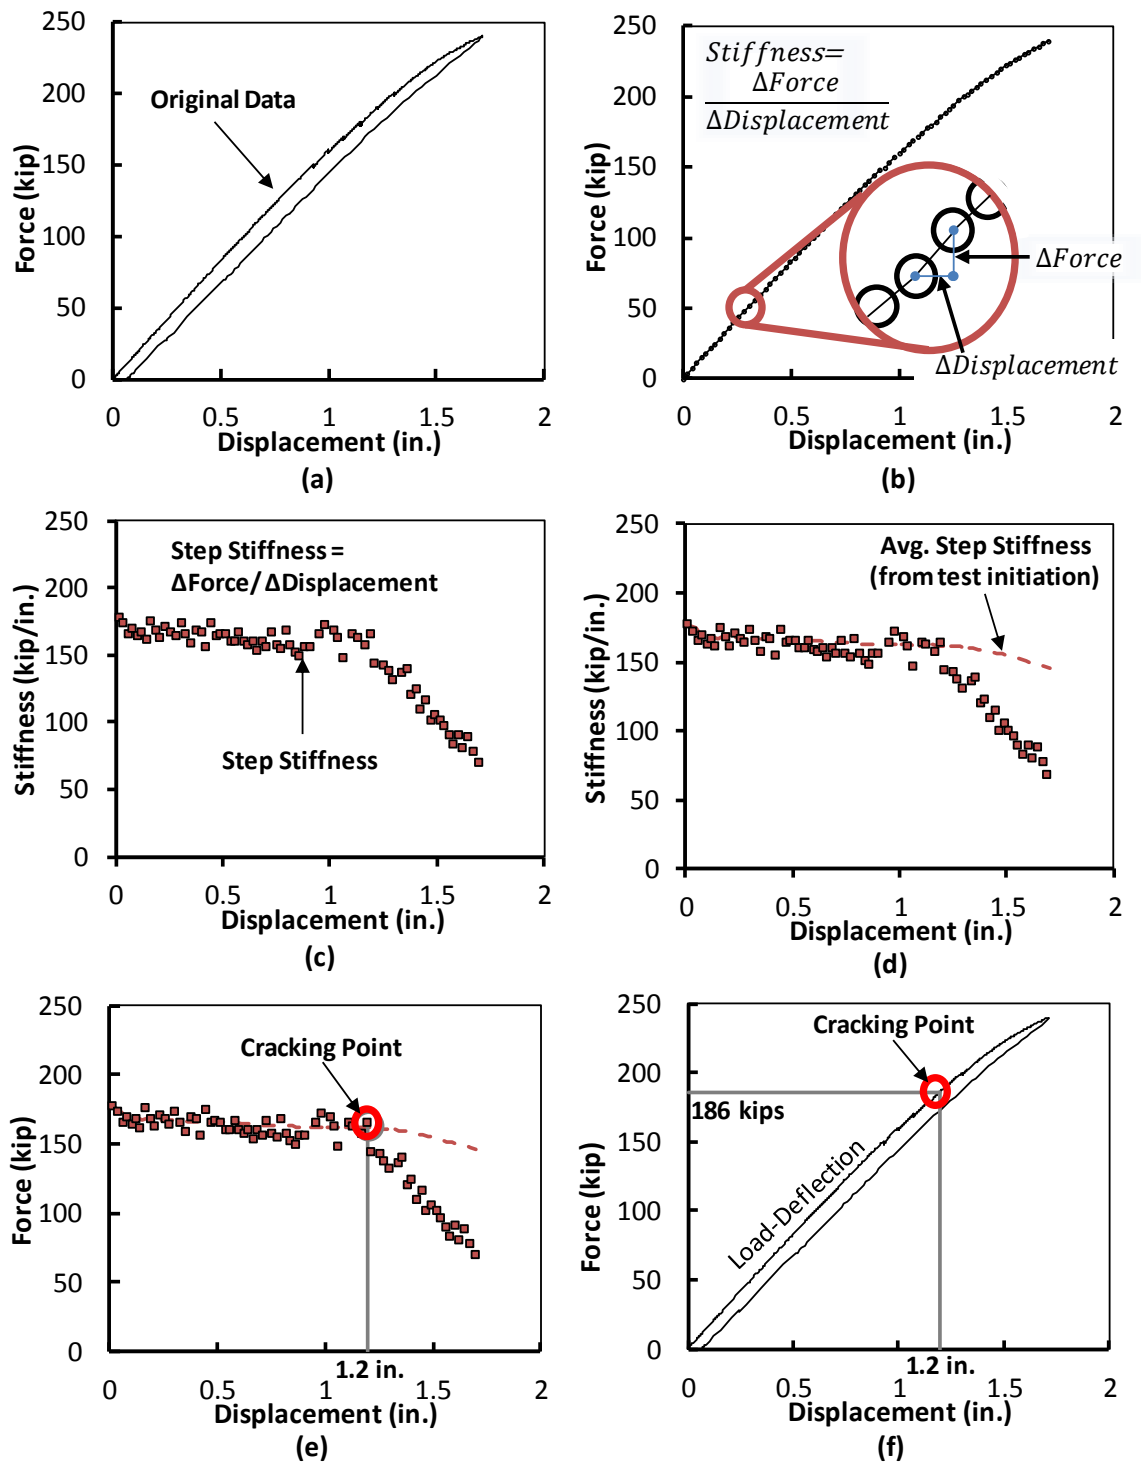 250
200
150
100
50
0
Force (kip)
Original Data
0
0.5
1
1.5
2
Displacement (in.)
(a)
250
200
150
100
50
0
Force (kip)
Stiffness=
ΔForce
ΔDisplacement
ΔForce
ΔDisplacement
0
0.5
1
1.5
2
Displacement (in.)
(b)
250
200
150
100
50
0
Stiffness (kip/in.)
Step Stiffness =
ΔForce/ΔDisplacement
Step Stiffness
0
0.5
1
1.5
2
Displacement (in.)
(c)
250
200
150
100
50
0
Stiffness (kip/in.)
Avg. Step Stiffness
(from test initiation)
0
0.5
1
1.5
2
Displacement (in.)
(d)
250
200
150
100
50
0
Force (kip)
Cracking Point
1.2 in.
0
0.5
1
1.5
2
Displacement (in.)
(e)
250
200
150
100
50
0
Force (kip)
Cracking Point
186 kips
Load-Deflection
1.2 in.
0
0.5
1
1.5
2
Displacement (in.)
(f)